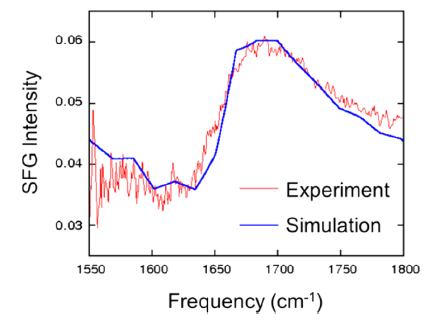 0.06
0.05
0.04
0.03
SFG Intensity
Experiment
Simulation
1550 1600 1650 1700 1750 1800
Frequency (cm⁻¹)